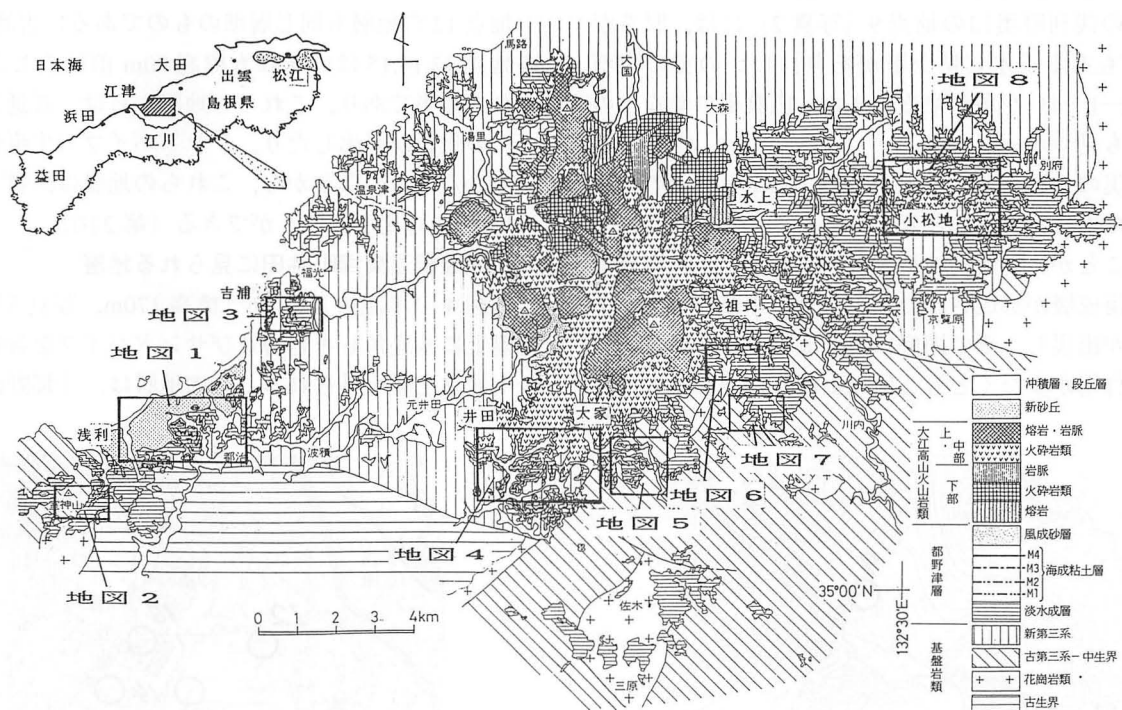 日本海
大田
出雲
松江
江津
浜田
島根県
江川
益田
馬路
大国
大森
地図8
湯里
温泉津
西田
水上
別府
小松地
福光
吉浦
地図3
祖式
京覧原
地図1
元井田
井田
大家
川内
浅利
都治
波積
地図7
地図6
室神山
地図5
地図4
地図2
佐木
三原
35°00′N
132°30′E
0 1 2 3 4km
沖積層・段丘層
新砂丘
大江高山火山岩類
上・中部
熔岩・岩脈
火砕岩類
下部
岩脈
火砕岩類
熔岩
都野津層
風成砂層
M4
M3
M2
M1
海成粘土層
淡水成層
基盤岩類
新第三系
古第三系－中生界
花崗岩類
古生界